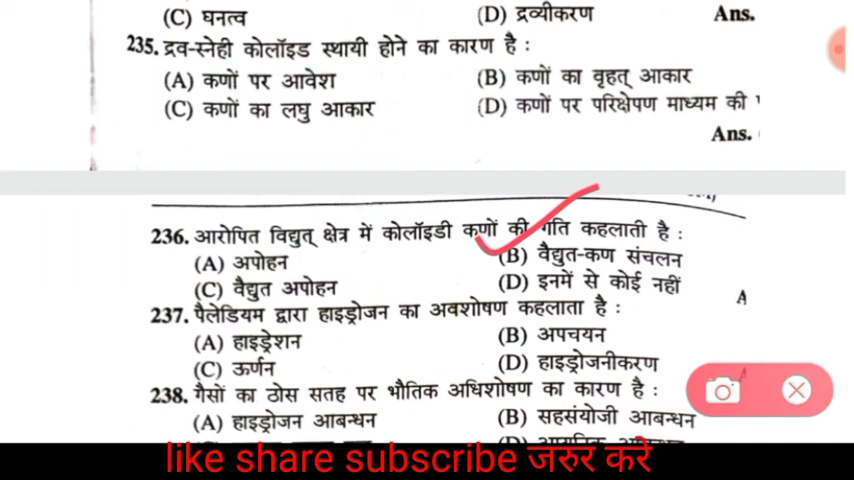 (C) घनत्व (D) द्रव्यीकरण Ans.
235. द्रव-स्नेही कोलॉइड स्थायी होने का कारण है :
(A) कणों पर आवेश (B) कणों का वृहत् आकार
(C) कणों का लघु आकार (D) कणों पर परिक्षेपण माध्यम की
Ans.
236. आरोपित विद्युत् क्षेत्र में कोलॉइडी कणों की गति कहलाती है :
(A) अपोहन (B) वैद्युत-कण संचलन
(C) वैद्युत अपोहन (D) इनमें से कोई नहीं
A
237. पैलेडियम द्वारा हाइड्रोजन का अवशोषण कहलाता है :
(A) हाइड्रेशन (B) अपचयन
(C) ऊर्णन (D) हाइड्रोजनीकरण
238. गैसों का ठोस सतह पर भौतिक अधिशोषण का कारण है :
(A) हाइड्रोजन आबन्धन (B) सहसंयोजी आबन्धन
(D)
like share subscribe जरुर करे